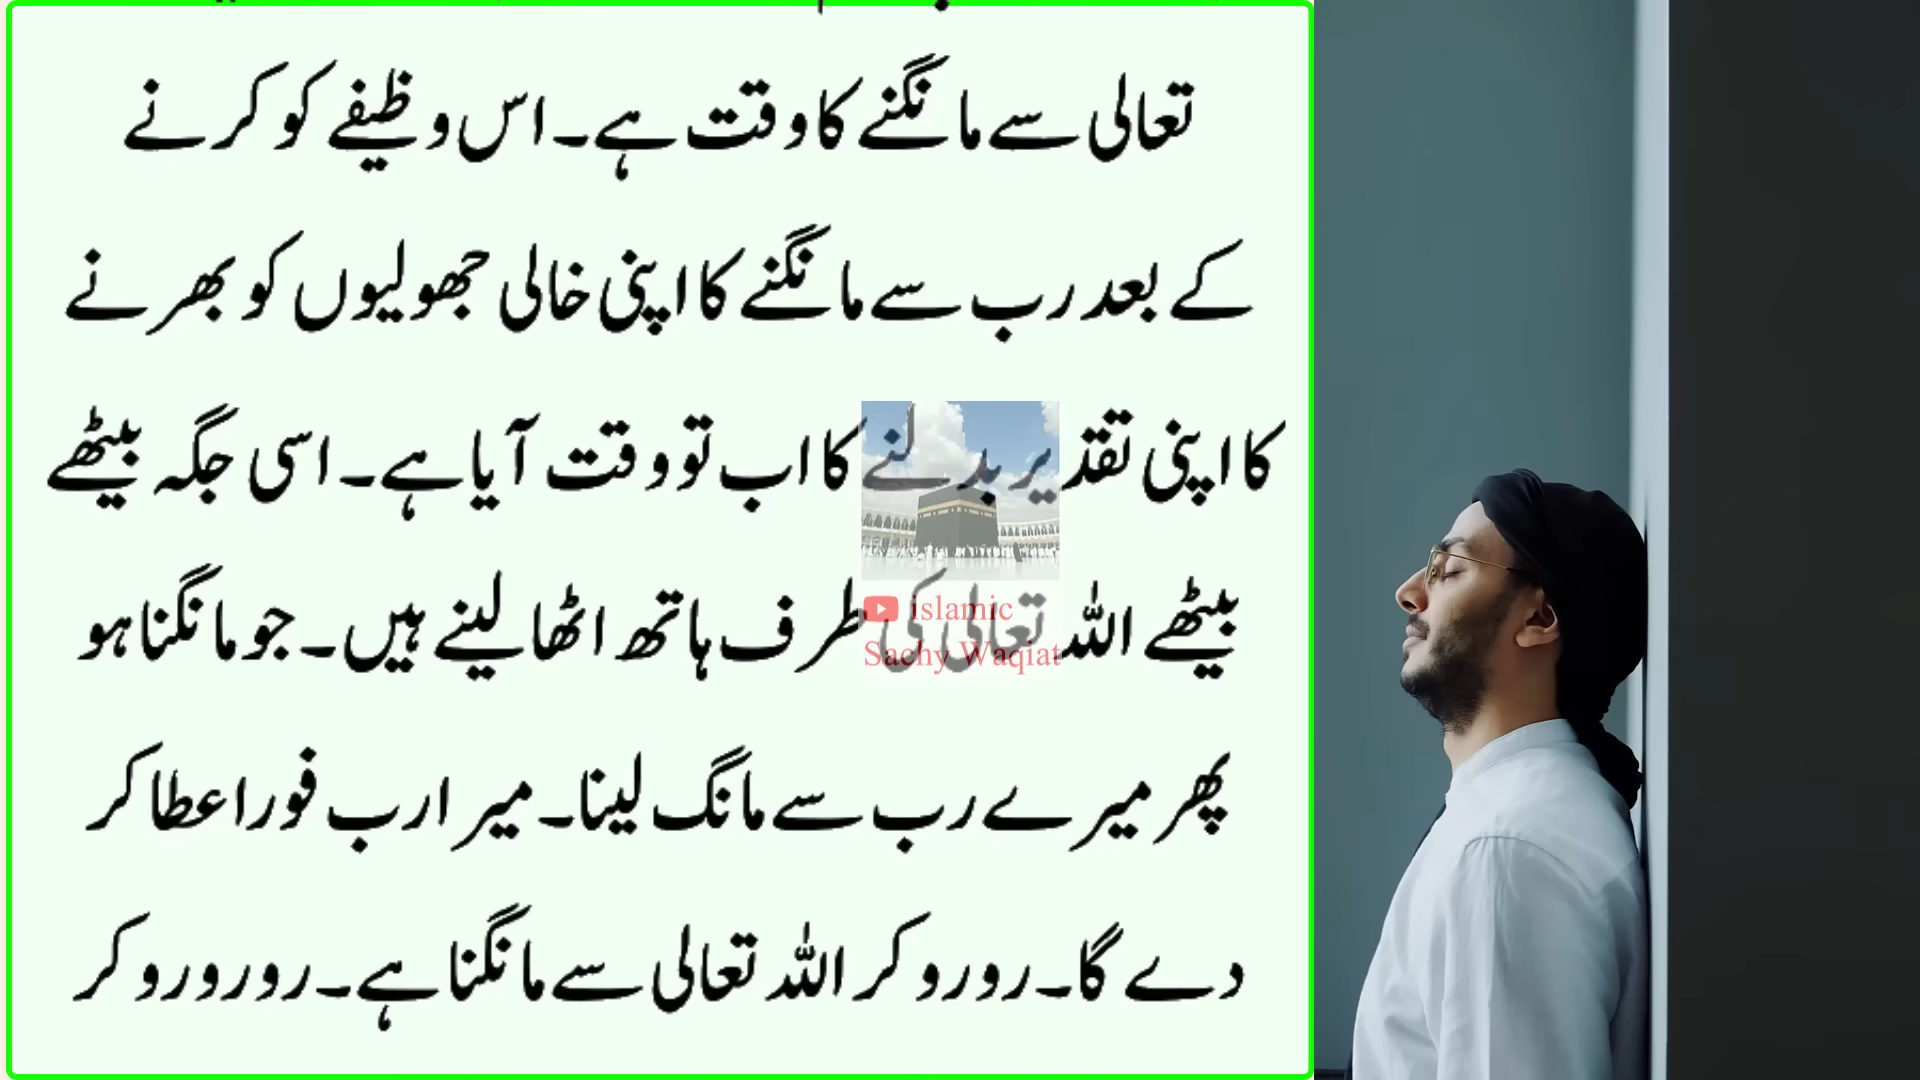 تعالی سے مانگنے کا وقت ہے۔ اس وظیفے کو کرنے
کے بعد رب سے مانگنے کا اپنی خالی جھولیوں کو بھرنے
کا اپنی تقدیر بدلنے کا اب تو وقت آیا ہے۔ اسی جگہ بیٹھے
بیٹھے اللہ تعالی کی طرف ہاتھ اٹھا لینے ہیں۔ جو مانگنا ہو
پھر میرے رب سے مانگ لینا۔ میرا رب فورا عطا کر
دے گا۔ رو رو کر اللہ تعالی سے مانگنا ہے۔ رو رو رو کر
islamic
Sachy Waqiat